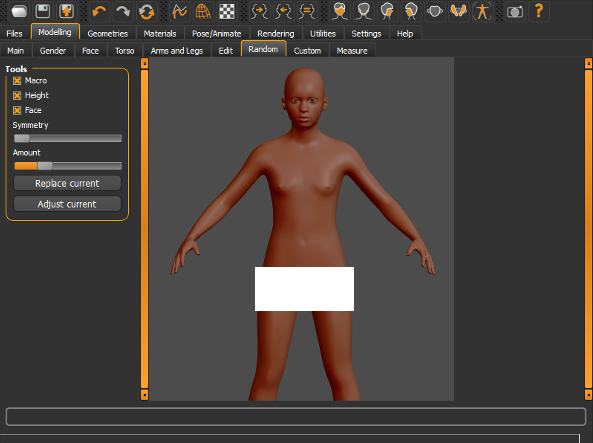 ?
Files Modelling Geometries Materials Pose/Animate Rendering Utilities Settings Help
Main Gender Face Torso Arms and Legs Edit Random Custom Measure
Tools
Macro
Height
Face
Symmetry
Amount
Replace current
Adjust current